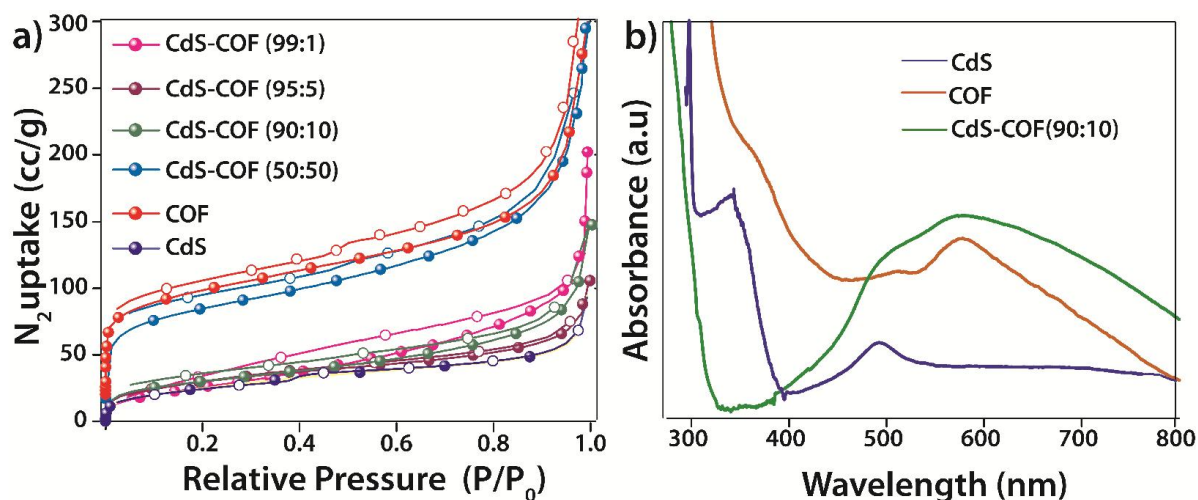 a)
CdS-COF (99:1)
CdS-COF (95:5)
CdS-COF (90:10)
CdS-COF (50:50)
COF
CdS
N₂ uptake (cc/g)
300
250
200
150
100
50
0
0.2 0.4 0.6 0.8 1.0
Relative Pressure (P/P₀)
b)
CdS
COF
CdS-COF(90:10)
Absorbance (a.u)
300 400 500 600 700 800
Wavelength (nm)